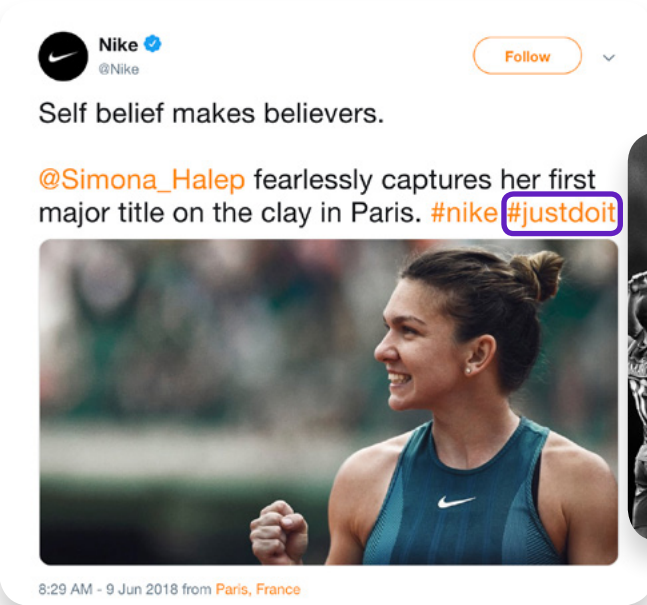 Nike
@Nike
Follow
Self belief makes believers.
@Simona_Halep fearlessly captures her first
major title on the clay in Paris. #nike #justdoit
8:29 AM - 9 Jun 2018 from Paris, France